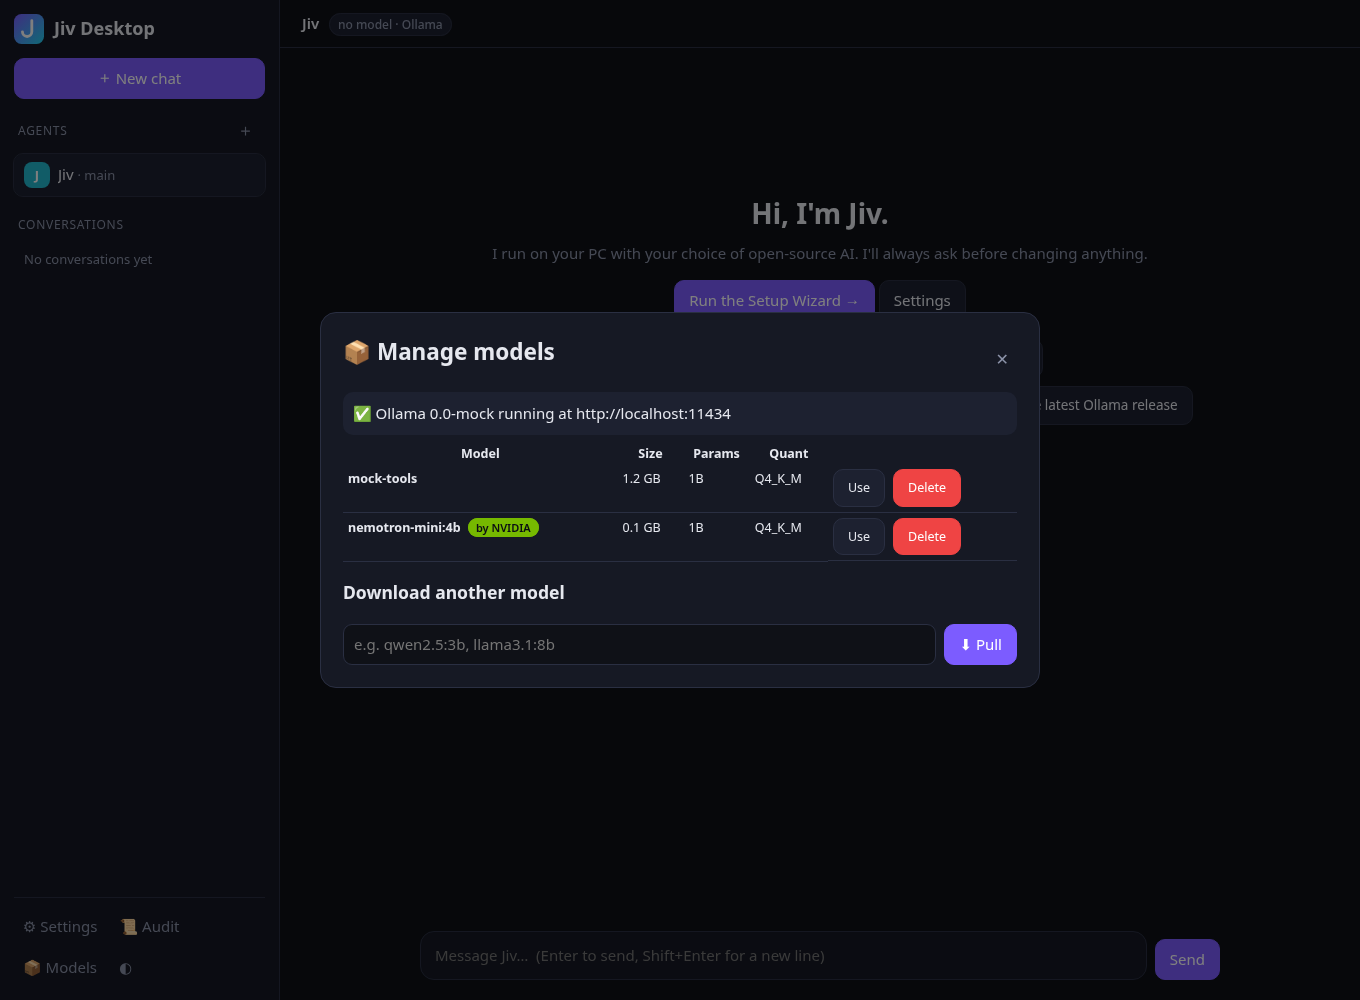 J Jiv Desktop
+ New chat
AGENTS +
J Jiv · main
CONVERSATIONS
No conversations yet
⚙ Settings 📜 Audit
📦 Models ◐
Jiv no model · Ollama
Hi, I'm Jiv.
I run on your PC with your choice of open-source AI. I'll always ask before changing anything.
Run the Setup Wizard → Settings
latest Ollama release
📦 Manage models ×
✅ Ollama 0.0-mock running at http://localhost:11434
Model Size Params Quant
mock-tools 1.2 GB 1B Q4_K_M Use Delete
nemotron-mini:4b by NVIDIA 0.1 GB 1B Q4_K_M Use Delete
Download another model
e.g. qwen2.5:3b, llama3.1:8b ⬇ Pull
Message Jiv... (Enter to send, Shift+Enter for a new line) Send